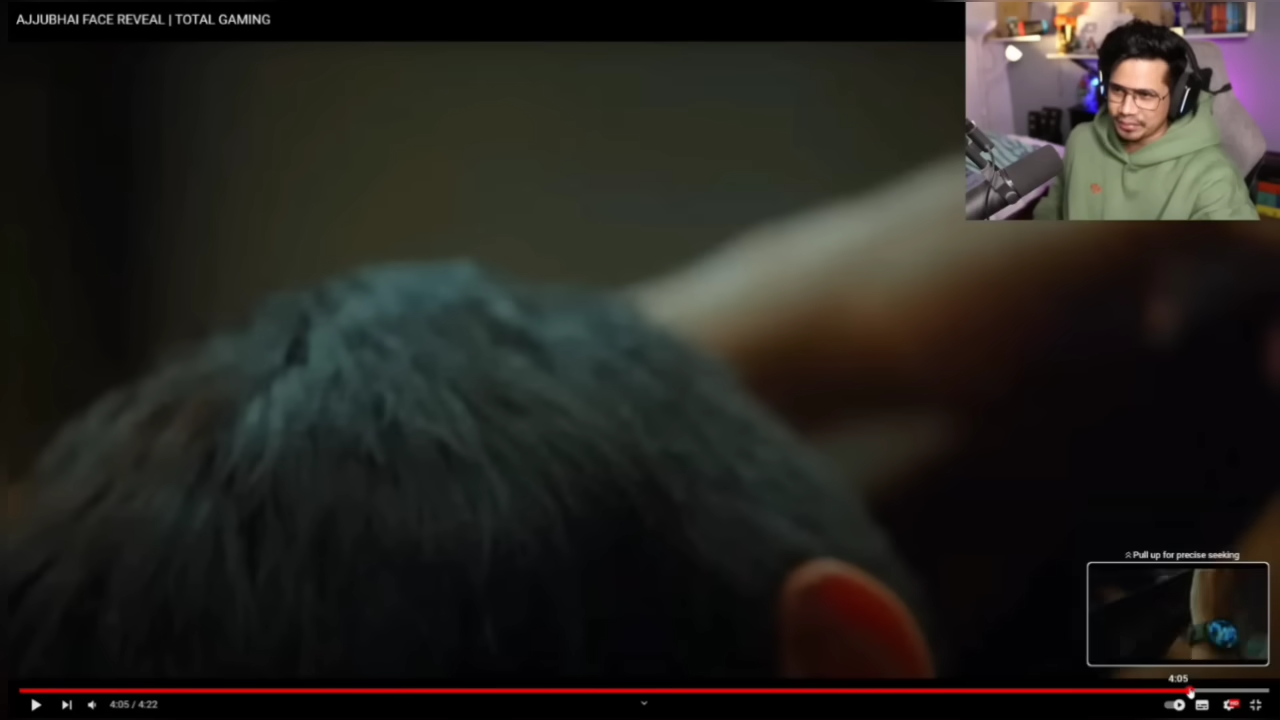 AJJUBHAI FACE REVEAL | TOTAL GAMING
Pull up for precise seeking
4:05
4:05 / 4:22